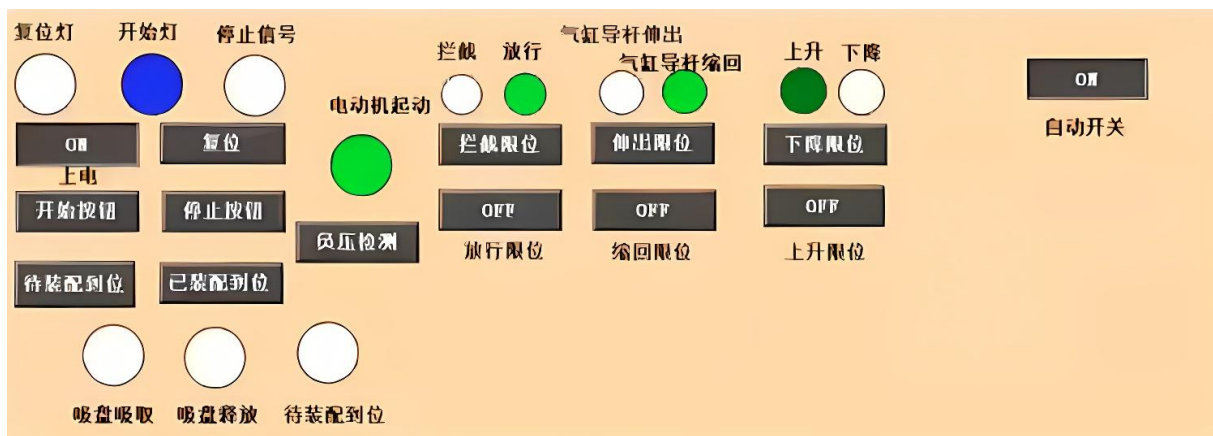 复位灯 开始灯 停止信号
拦截 放行
气缸导杆伸出
气缸导杆缩回
上升 下降
电动机起动
ON
上电
复位
拦截限位
伸出限位
下降限位
ON
自动开关
开始按钮
停止按钮
负压检测
OFF
放行限位
OFF
缩回限位
OFF
上升限位
待装配到位
已装配到位
吸盘吸取 吸盘释放 待装配到位